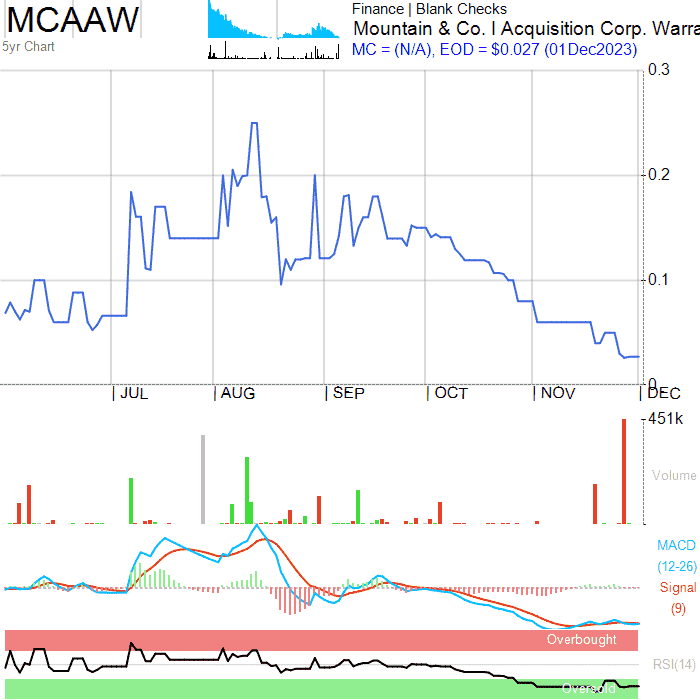 MCAAW
5yr Chart
Finance | Blank Checks
Mountain & Co. I Acquisition Corp. Warra
MC = (N/A), EOD = $0.027 (01Dec2023)
0.3
0.2
0.1
0
| JUL
| AUG
| SEP
| OCT
| NOV
| DEC
451k
Volume
MACD
(12-26)
Signal
(9)
Overbought
RSI(14)
Oversold